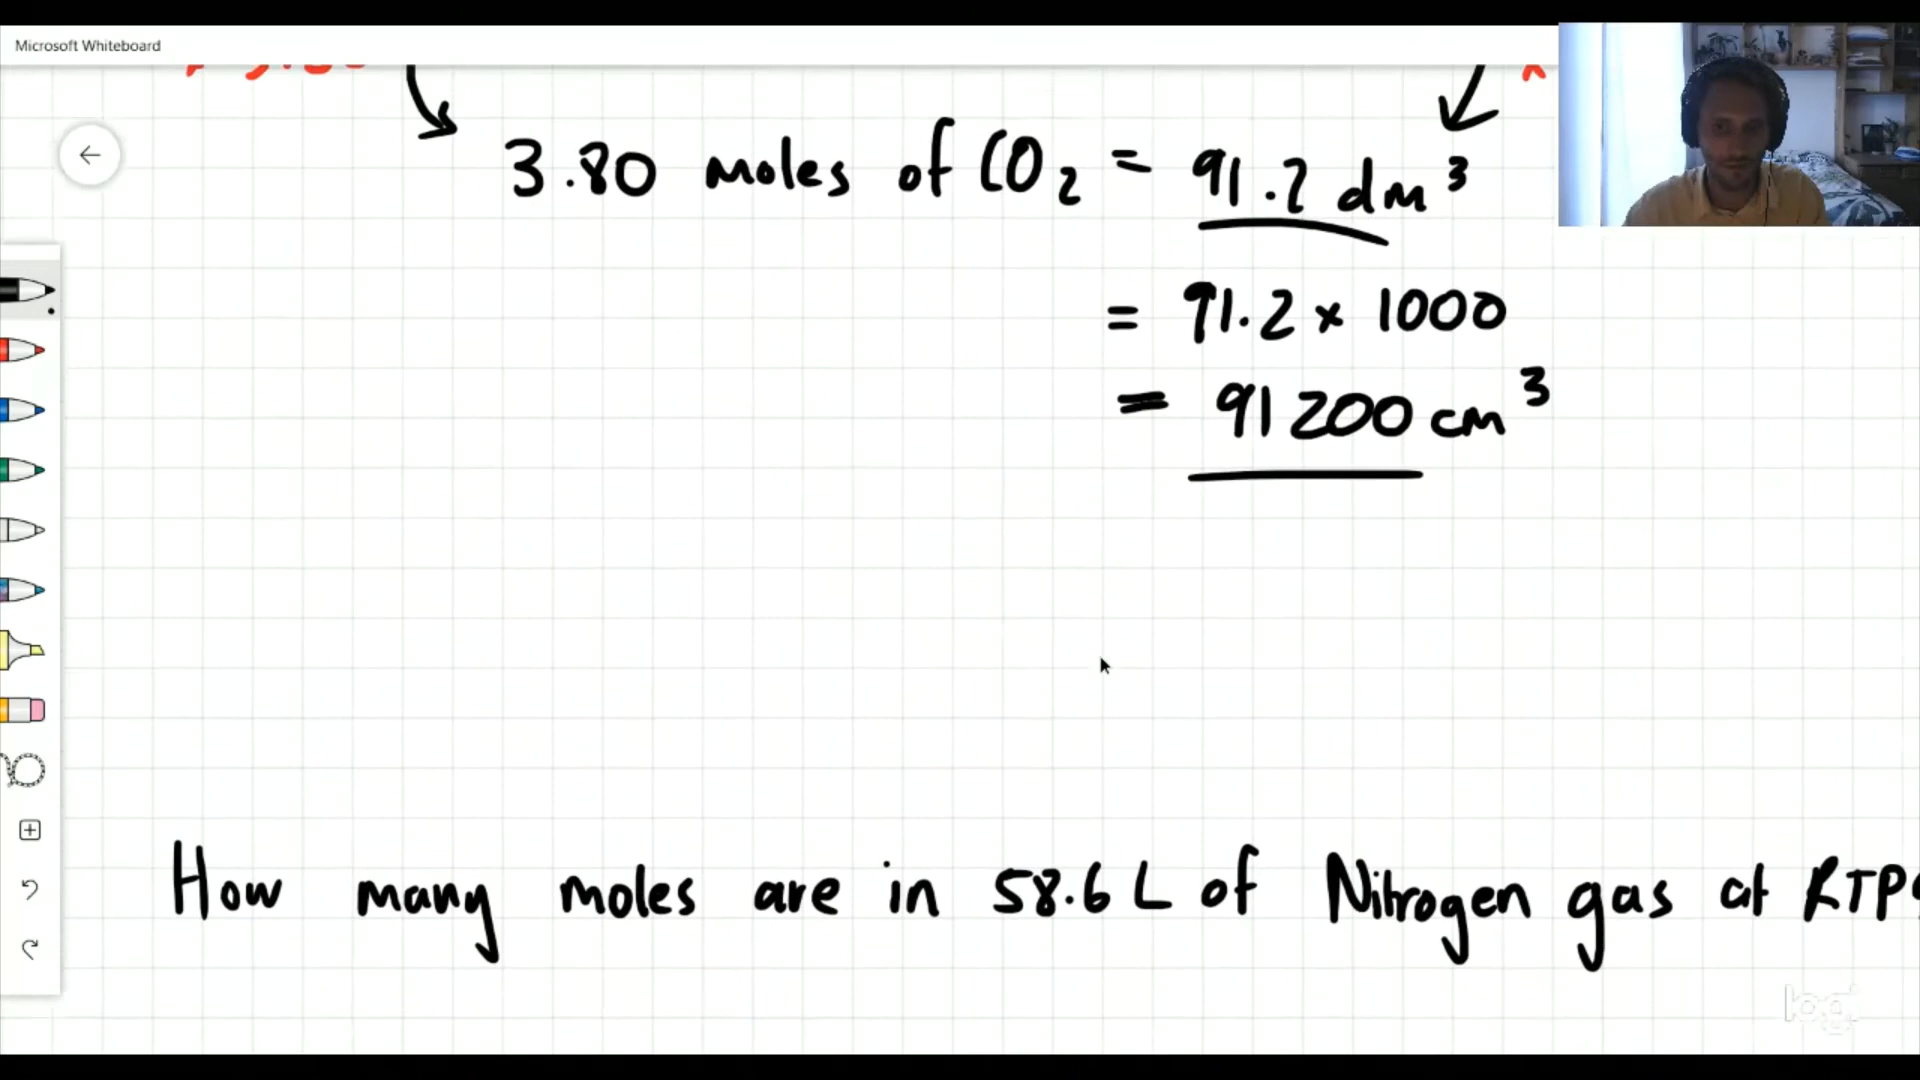 Microsoft Whiteboard
3.80 moles of CO₂ = 91.2 dm³
= 91.2 × 1000
= 91200 cm³
How many moles are in 58.6 L of Nitrogen gas at RTP
logi